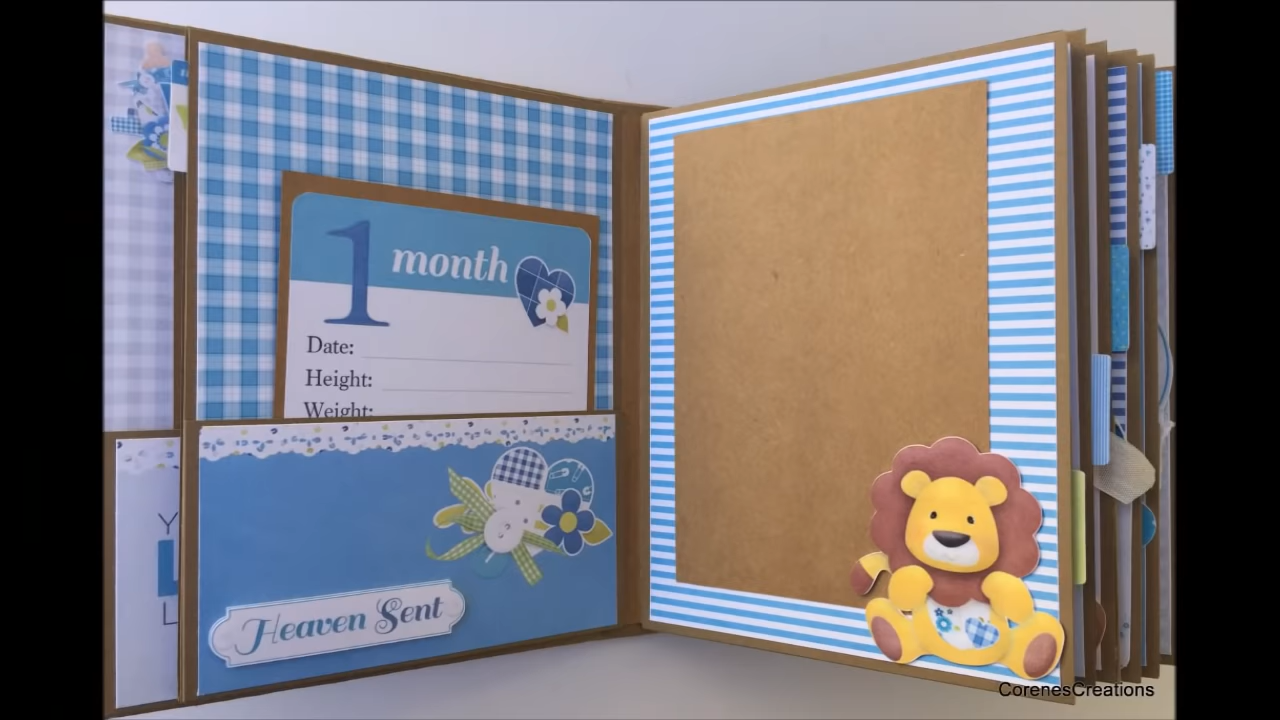 1 month
Date:
Height:
Weight:
Heaven Sent
CorenesCreations